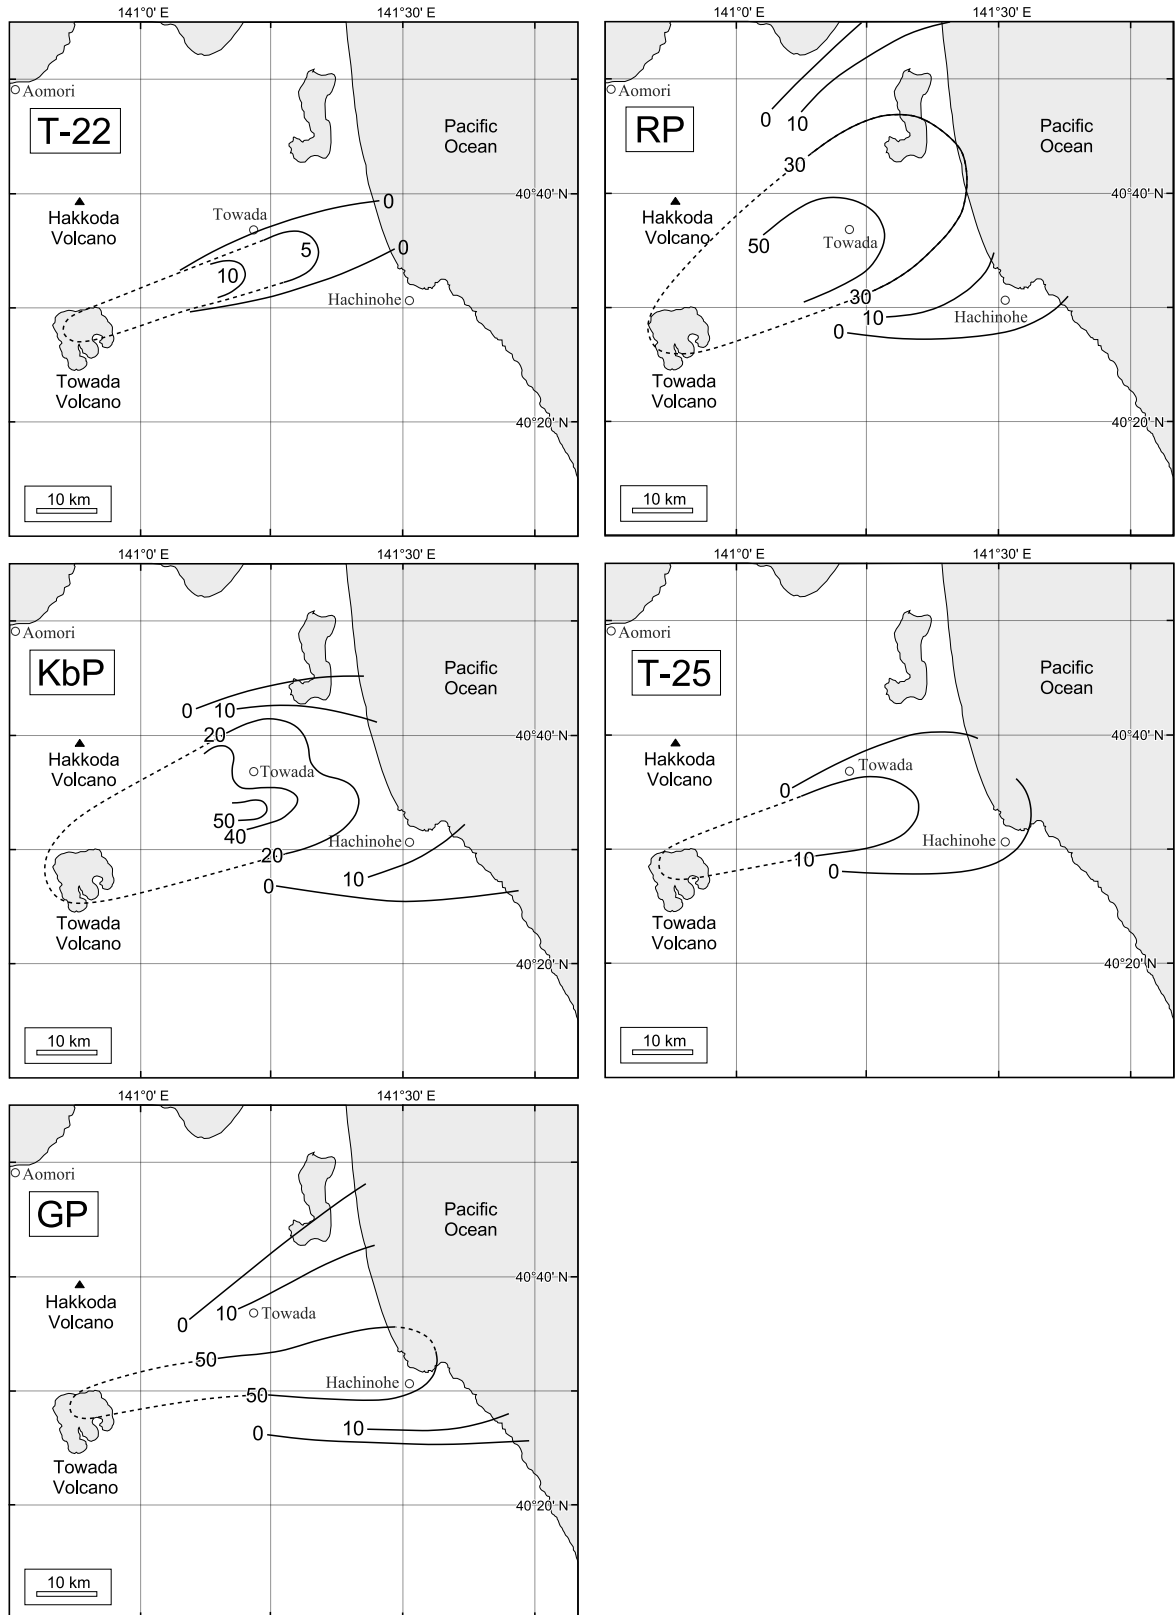 141°0' E
141°30' E
Aomori
T-22
Pacific
Ocean
40°40' N
Hakkoda
Volcano
Towada
0
5
0
10
Hachinohe
Towada
Volcano
40°20' N
10 km
141°0' E
141°30' E
Aomori
RP
0
10
Pacific
Ocean
30
40°40' N
Hakkoda
Volcano
50
Towada
30
10
0
Hachinohe
Towada
Volcano
40°20' N
10 km
141°0' E
141°30' E
Aomori
KbP
Pacific
Ocean
0
10
20
40°40' N
Hakkoda
Volcano
Towada
50
40
Hachinohe
20
10
0
Towada
Volcano
40°20' N
10 km
141°0' E
141°30' E
Aomori
T-25
Pacific
Ocean
40°40' N
Hakkoda
Volcano
Towada
0
Hachinohe
10
0
Towada
Volcano
40°20' N
10 km
141°0' E
141°30' E
Aomori
GP
Pacific
Ocean
40°40' N
Hakkoda
Volcano
10
Towada
0
50
Hachinohe
50
10
0
Towada
Volcano
40°20' N
10 km